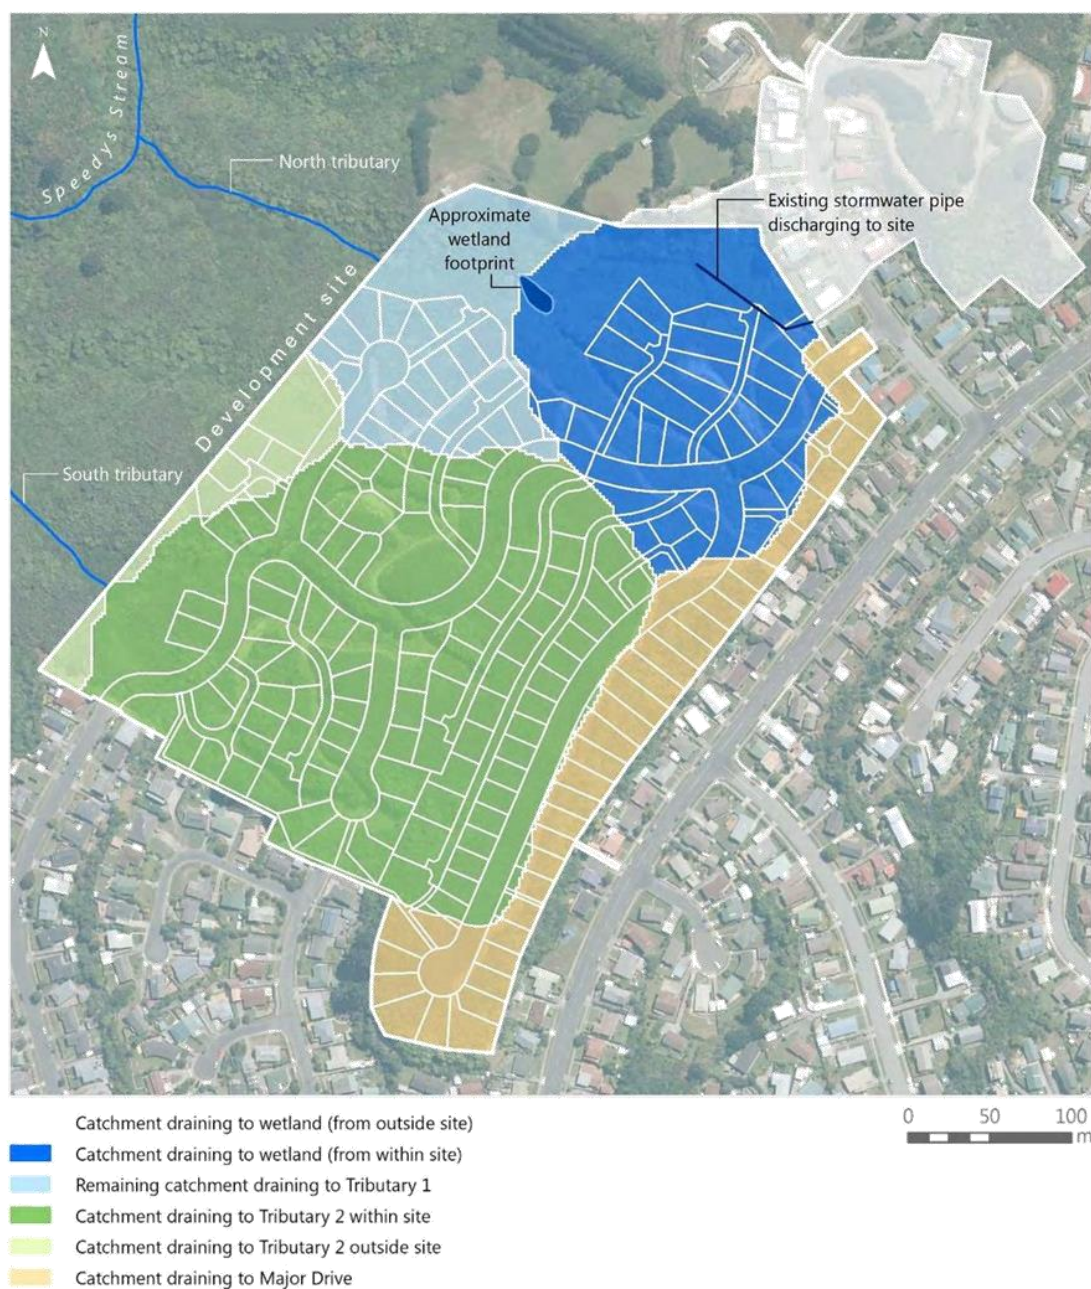 N
Speedys Stream
North tributary
Approximate
wetland
footprint
Existing stormwater pipe
discharging to site
Development site
South tributary
Catchment draining to wetland (from outside site)
Catchment draining to wetland (from within site)
Remaining catchment draining to Tributary 1
Catchment draining to Tributary 2 within site
Catchment draining to Tributary 2 outside site
Catchment draining to Major Drive
0 50 100
m